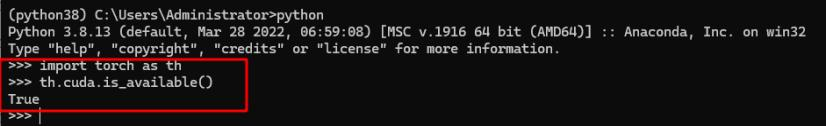 (python38) C:\Users\Administrator>python
Python 3.8.13 (default, Mar 28 2022, 06:59:08) [MSC v.1916 64 bit (AMD64)] :: Anaconda, Inc. on win32
Type "help", "copyright", "credits" or "license" for more information.
>>> import torch as th
>>> th.cuda.is_available()
True
>>>